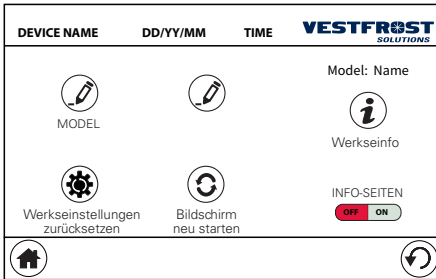 DEVICE NAME DD/YY/MM TIME VESTFROST
SOLUTIONS
Model: Name
MODEL
Werkseinfo
Werkseinstellungen
zurücksetzen
Bildschirm
neu starten
INFO-SEITEN
OFF ON